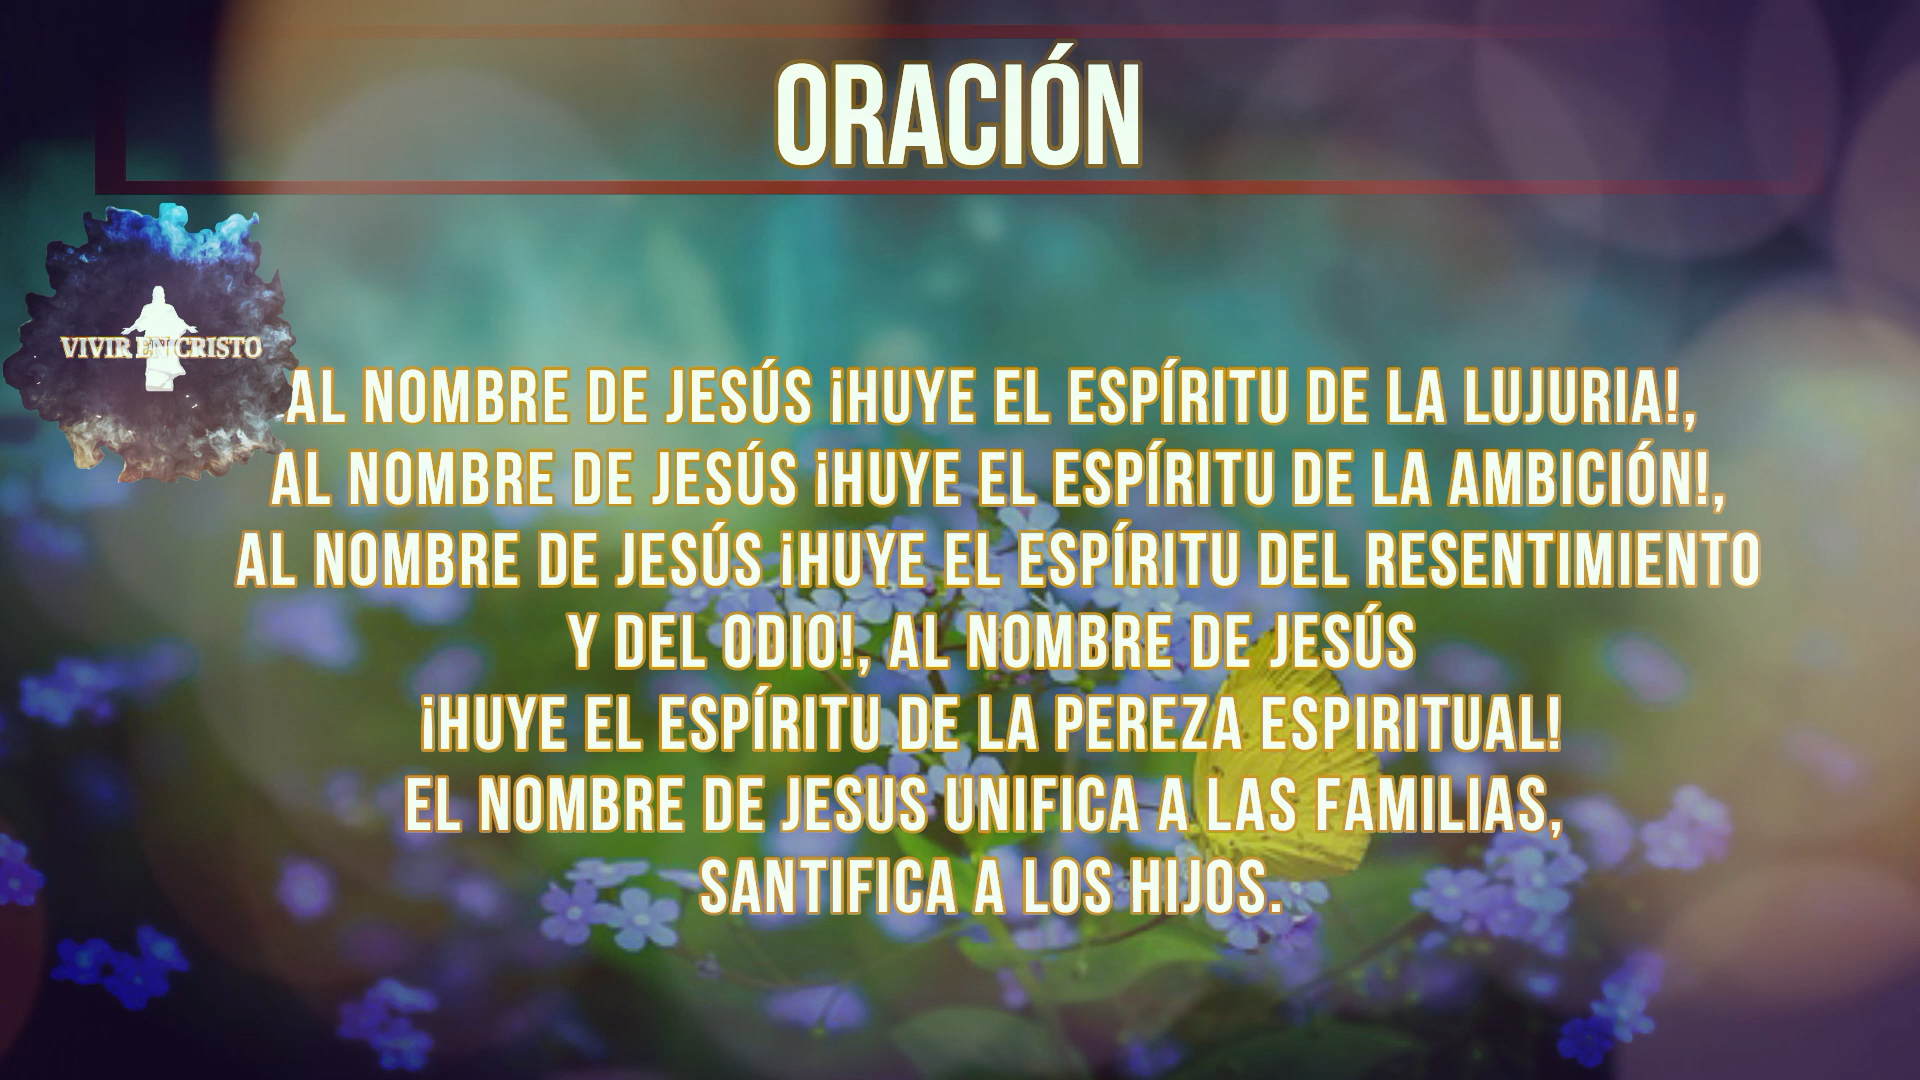 ORACIÓN
VIVIR EN CRISTO
AL NOMBRE DE JESÚS ¡HUYE EL ESPÍRITU DE LA LUJURIA!,
AL NOMBRE DE JESÚS ¡HUYE EL ESPÍRITU DE LA AMBICIÓN!,
AL NOMBRE DE JESÚS ¡HUYE EL ESPÍRITU DEL RESENTIMIENTO
Y DEL ODIO!, AL NOMBRE DE JESÚS
¡HUYE EL ESPÍRITU DE LA PEREZA ESPIRITUAL!
EL NOMBRE DE JESUS UNIFICA A LAS FAMILIAS,
SANTIFICA A LOS HIJOS.